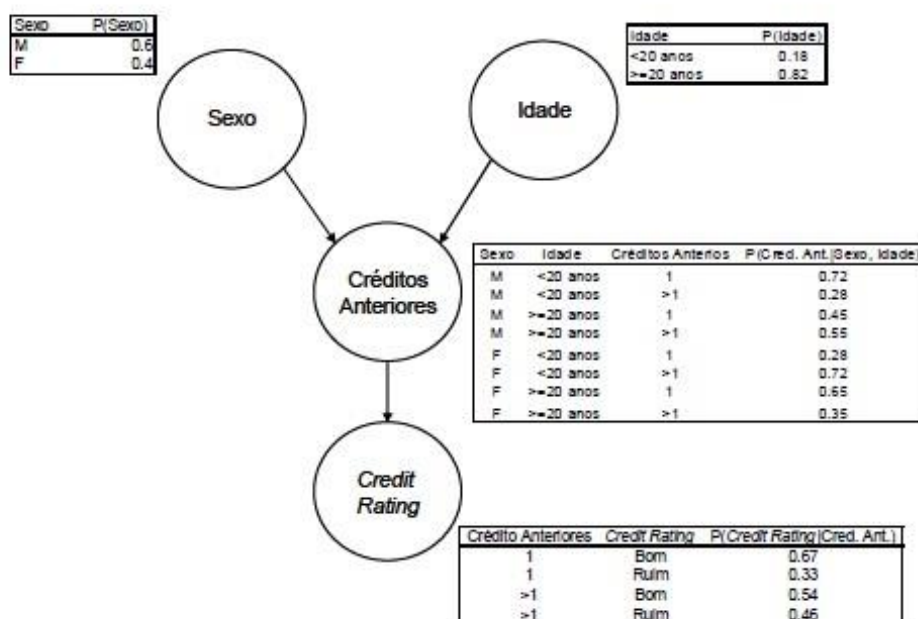 Sexo P(Sexo)
M 0.6
F 0.4
Idade P(Idade)
<20 anos 0.18
>=20 anos 0.82
Sexo
Idade
Créditos
Anteriores
Sexo Idade Créditos Anterios P(Cred. Ant.|Sexo, Idade)
M <20 anos 1 0.72
M <20 anos >1 0.28
M >=20 anos 1 0.45
M >=20 anos >1 0.55
F <20 anos 1 0.28
F <20 anos >1 0.72
F >=20 anos 1 0.65
F >=20 anos >1 0.35
Credit
Rating
Crédito Anteriores Credit Rating P(Credit Rating|Cred. Ant.)
1 Bom 0.67
1 Ruim 0.33
>1 Bom 0.54
>1 Ruim 0.46